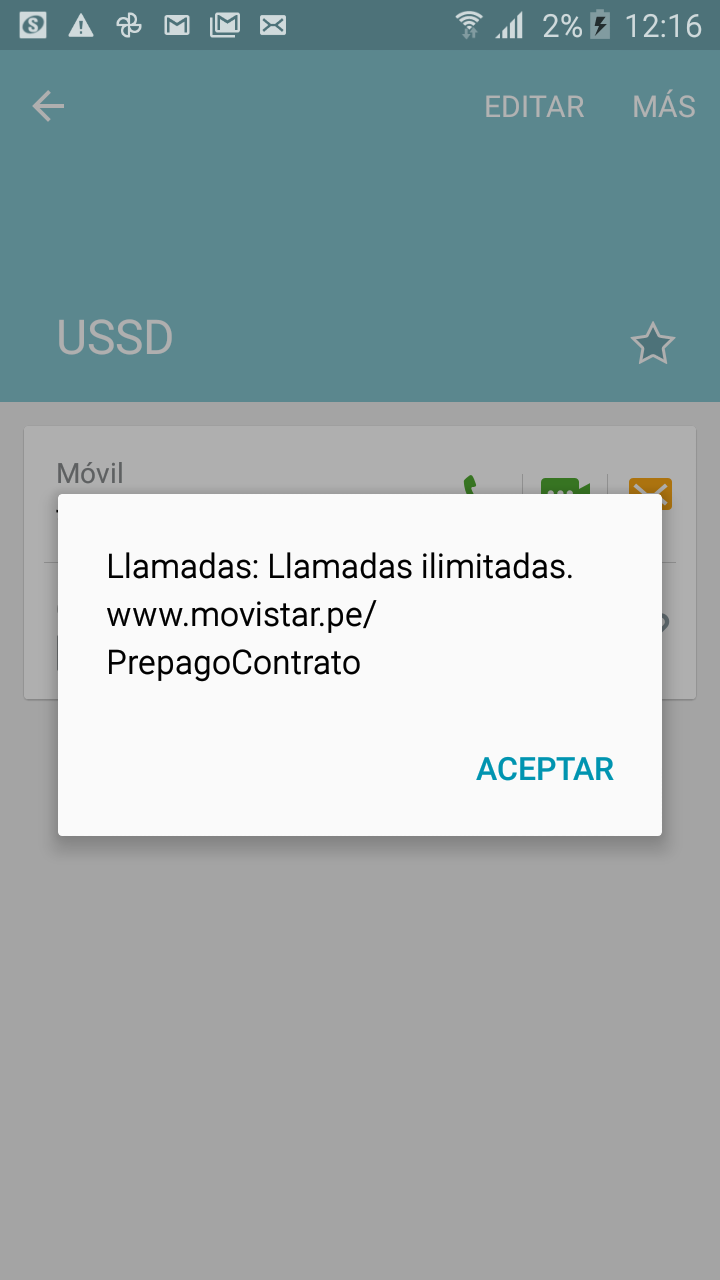 2% 12:16
EDITAR MÁS
USSD
Móvil
Llamadas: Llamadas ilimitadas.
www.movistar.pe/
PrepagoContrato
ACEPTAR